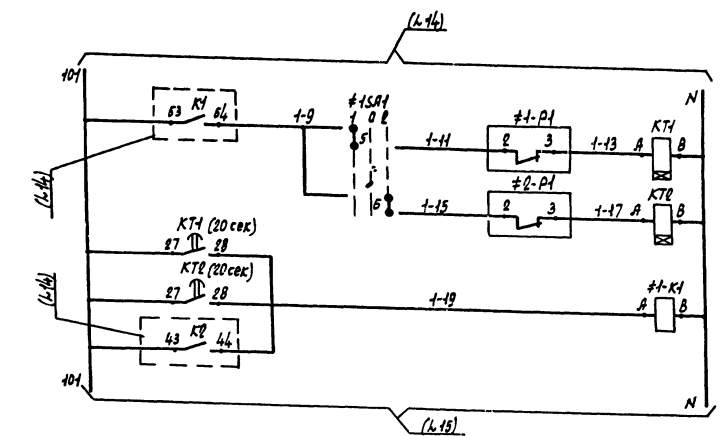 (L14)
101
N
K1
53
54
1-9
≠1SA1
1 0 2
5
6
1-11
≠1-P1
2
3
1-13
KT1
A
B
(L14)
1-15
≠2-P1
2
3
1-17
KT2
A
B
KT1 (20 сек)
27
28
KT2 (20 сек)
27
28
(L14)
1-19
≠1-K1
A
B
K2
43
44
101
N
(L15)